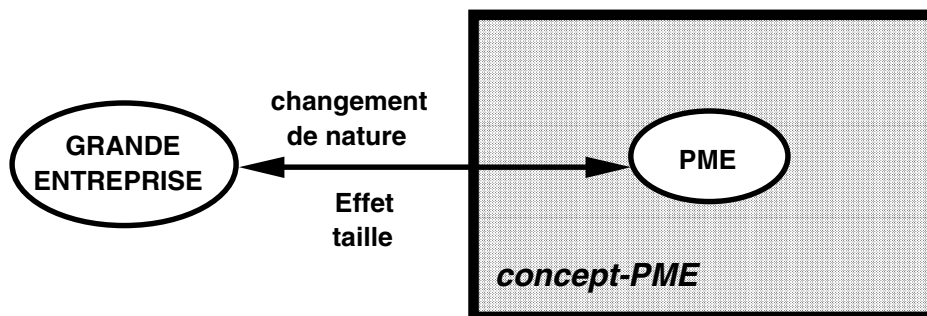 GRANDE
ENTREPRISE
changement
de nature
Effet
taille
PME
concept-PME